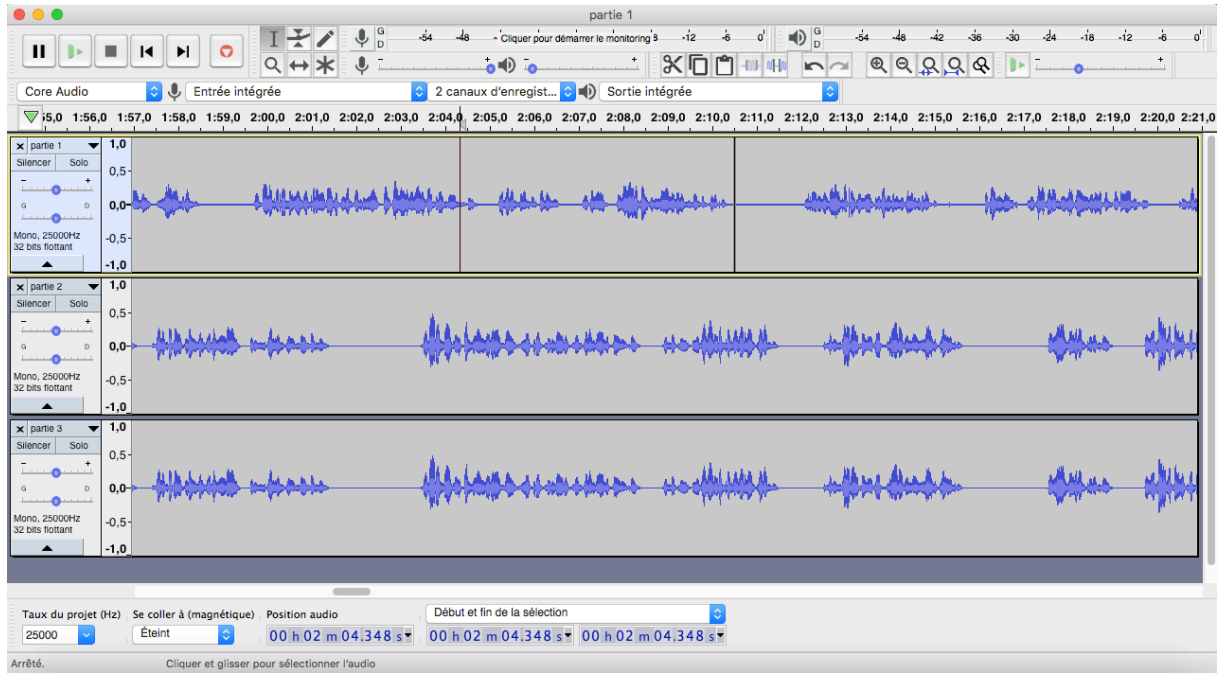 partie 1
G
D
-54 -48 - Cliquer pour démarrer le monitoring 8 -12 -6 0
G
D
-54 -48 -42 -36 -30 -24 -18 -12 -6 0
- +
- +
- +
Core Audio Entrée intégrée 2 canaux d'enregist... Sortie intégrée
55,0 1:56,0 1:57,0 1:58,0 1:59,0 2:00,0 2:01,0 2:02,0 2:03,0 2:04,0 2:05,0 2:06,0 2:07,0 2:08,0 2:09,0 2:10,0 2:11,0 2:12,0 2:13,0 2:14,0 2:15,0 2:16,0 2:17,0 2:18,0 2:19,0 2:20,0 2:21,0
x partie 1 1,0
Silencer Solo
0,5-
- +
G D
0,0-
Mono, 25000Hz
-0,5-
32 bits flottant
-1,0
x partie 2 1,0
Silencer Solo
0,5-
- +
G D
0,0-
Mono, 25000Hz
-0,5-
32 bits flottant
-1,0
x partie 3 1,0
Silencer Solo
0,5-
- +
G D
0,0-
Mono, 25000Hz
-0,5-
32 bits flottant
-1,0
Taux du projet (Hz) Se coller à (magnétique) Position audio Début et fin de la sélection
25000 Éteint 00 h 02 m 04.348 s 00 h 02 m 04.348 s 00 h 02 m 04.348 s
Arrêté. Cliquer et glisser pour sélectionner l'audio